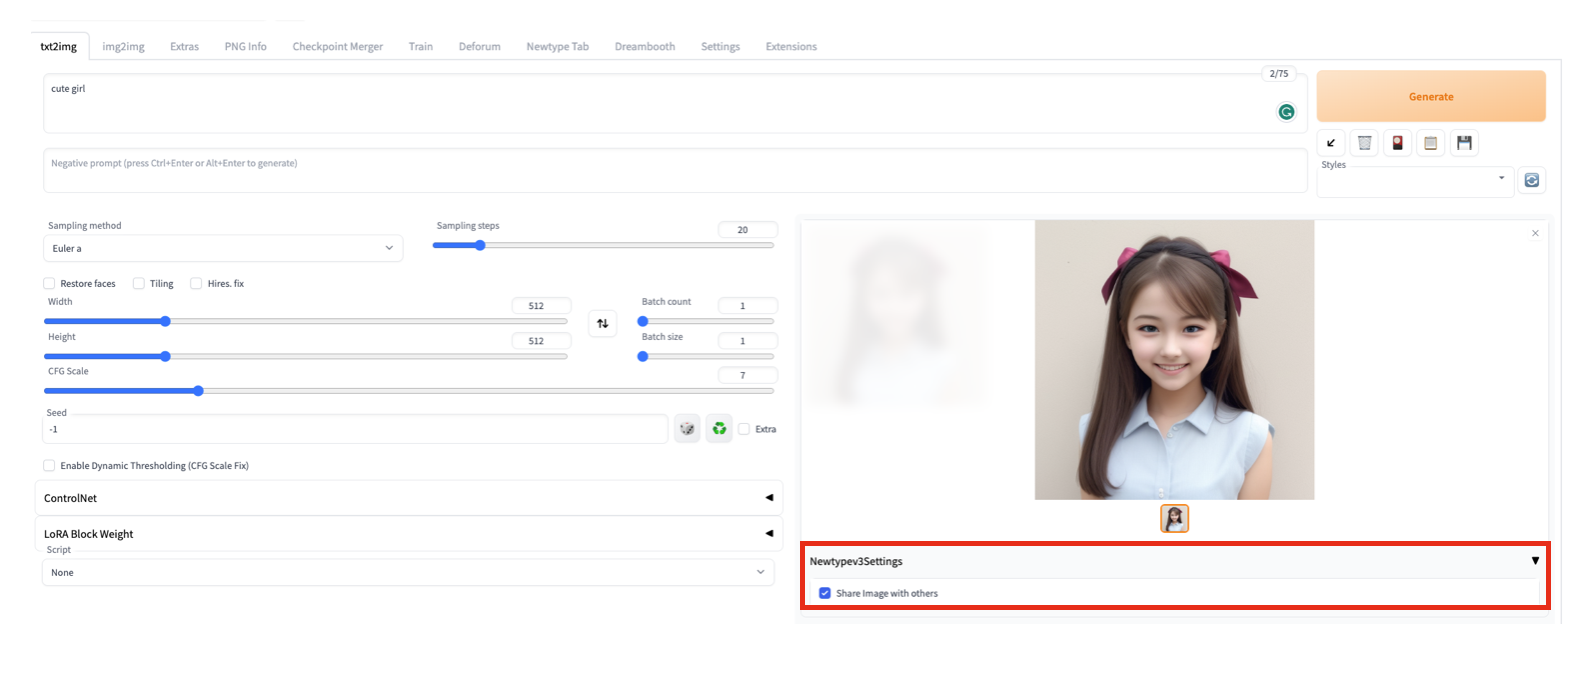 txt2img img2img Extras PNG Info Checkpoint Merger Train Deforum Newtype Tab Dreambooth Settings Extensions
2/75
cute girl
Generate
Negative prompt (press Ctrl+Enter or Alt+Enter to generate)
Styles
Sampling method
Euler a
Sampling steps
20
Restore faces Tiling Hires. fix
Width
512
Height
512
Batch count
1
Batch size
1
CFG Scale
7
Seed
-1
Extra
Enable Dynamic Thresholding (CFG Scale Fix)
ControlNet
LoRA Block Weight
Script
None
Newtypev3Settings
Share Image with others